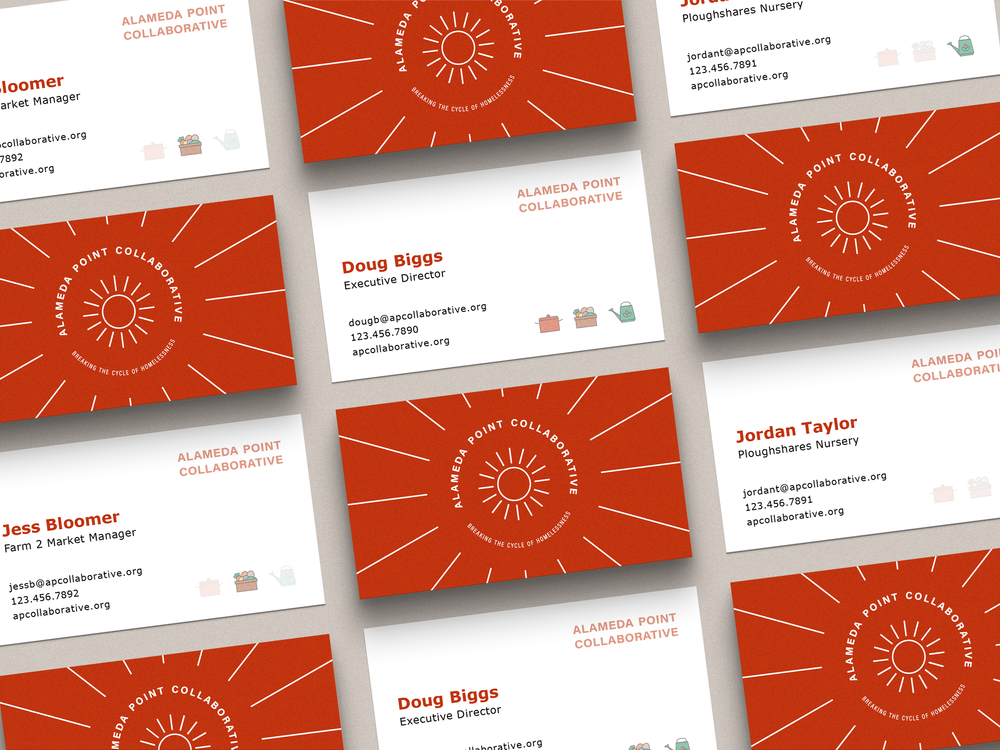 ALAMEDA POINT
COLLABORATIVE
Bloomer
Market Manager
collaborative.org
7892
orative.org
ALAMEDA POINT COLLABORATIVE
BREAKING THE CYCLE OF HOMELESSNESS
Jordan Taylor
Ploughshares Nursery
jordant@apcollaborative.org
123.456.7891
apcollaborative.org
ALAMEDA POINT COLLABORATIVE
BREAKING THE CYCLE OF HOMELESSNESS
ALAMEDA POINT
COLLABORATIVE
Doug Biggs
Executive Director
dougb@apcollaborative.org
123.456.7890
apcollaborative.org
ALAMEDA POINT COLLABORATIVE
BREAKING THE CYCLE OF HOMELESSNESS
ALAMEDA POINT
COLLABORATIVE
Jess Bloomer
Farm 2 Market Manager
jessb@apcollaborative.org
123.456.7892
apcollaborative.org
ALAMEDA POINT COLLABORATIVE
BREAKING THE CYCLE OF HOMELESSNESS
ALAMEDA POINT
COLLABORATIVE
Jordan Taylor
Ploughshares Nursery
jordant@apcollaborative.org
123.456.7891
apcollaborative.org
ALAMEDA POINT COLLABORATIVE
ALAMEDA POINT
COLLABORATIVE
Doug Biggs
Executive Director
dougb@apcollaborative.org
ALAMEDA POINT COLLABORATIVE
BREAKING THE CYCLE OF HOMELESSNESS